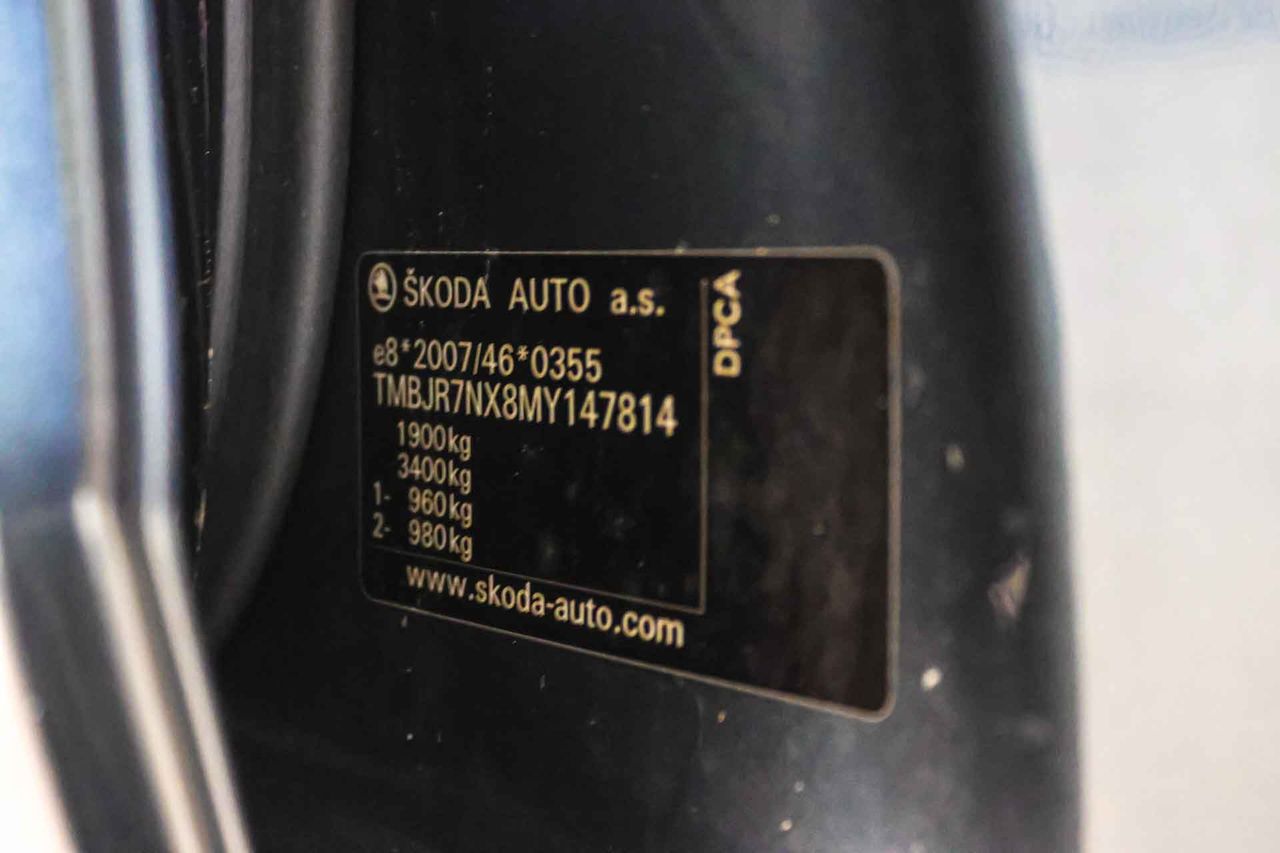 ŠKODA AUTO a.s.
e8*2007/46*0355
TMBJR7NX8MY147814
1900kg
3400kg
1- 960kg
2- 980kg
www.skoda-auto.com
DPCA